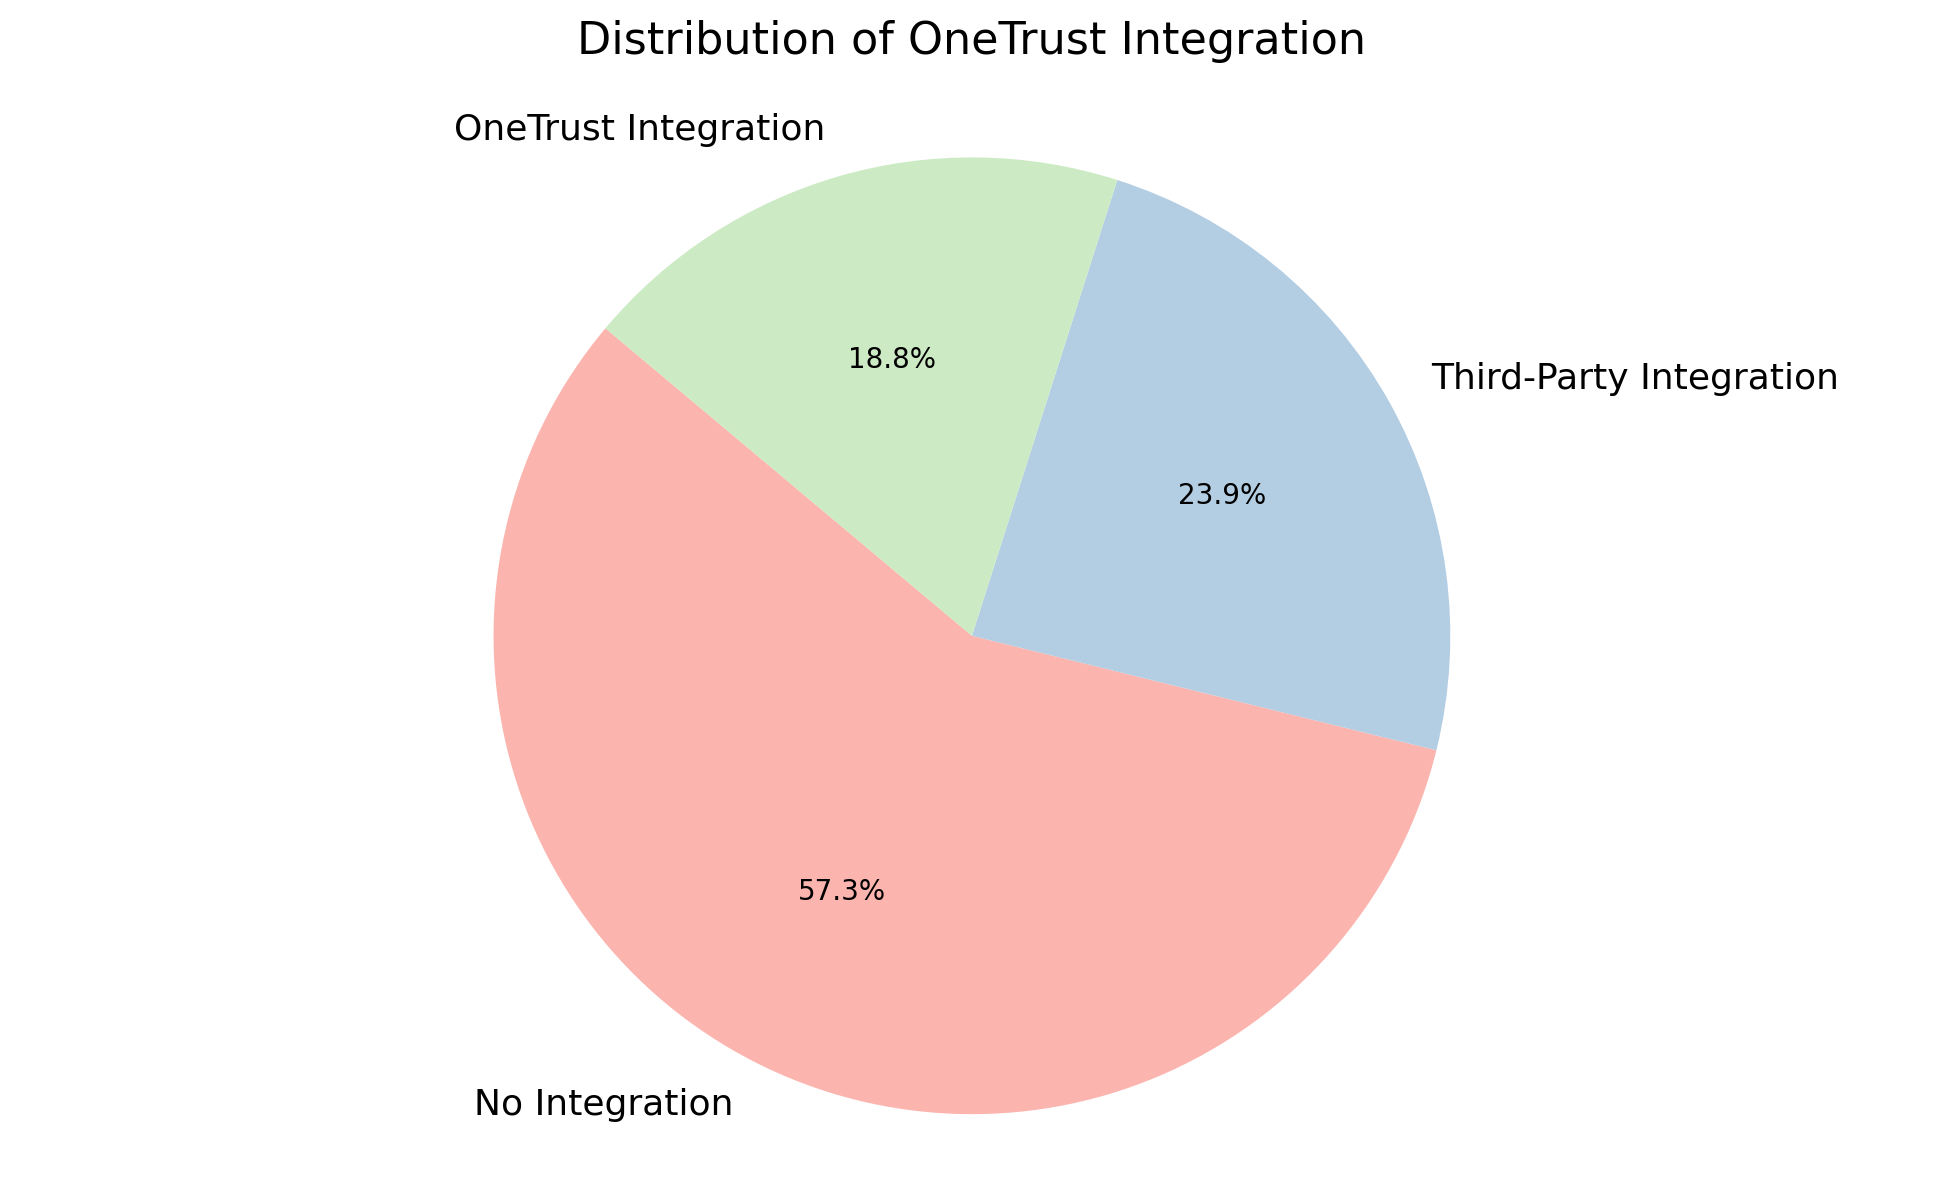 Distribution of OneTrust Integration
OneTrust Integration
18.8%
Third-Party Integration
23.9%
57.3%
No Integration